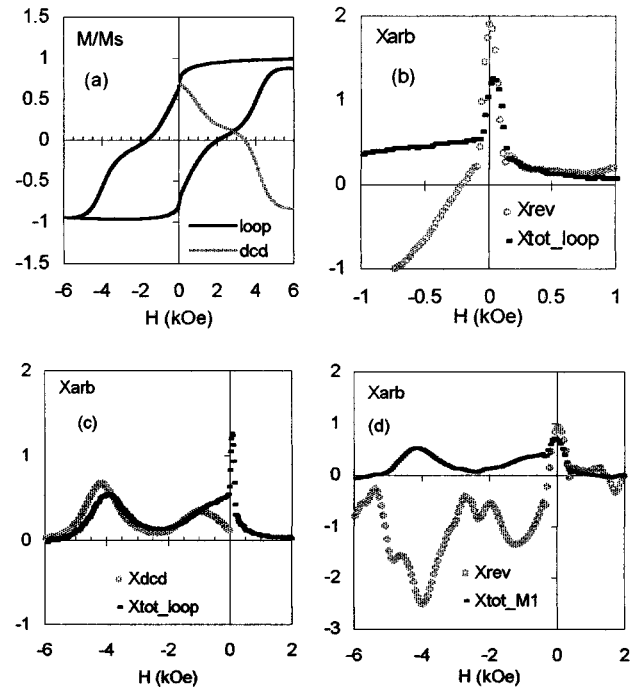 M/Ms
(a)
1.5
1
0.5
0
-0.5
-1
-1.5
loop
dcd
-6 -4 -2 0 2 4 6
H (kOe)
Xarb
(b)
2
1
0
-1
Xrev
Xtot_loop
-1 -0.5 0 0.5 1
H (kOe)
Xarb
(c)
2
1
0
-1
Xdcd
Xtot_loop
-6 -4 -2 0 2
H (kOe)
Xarb
(d)
2
1
0
-1
-2
-3
Xrev
Xtot_M1
-6 -4 -2 0 2
H (kOe)